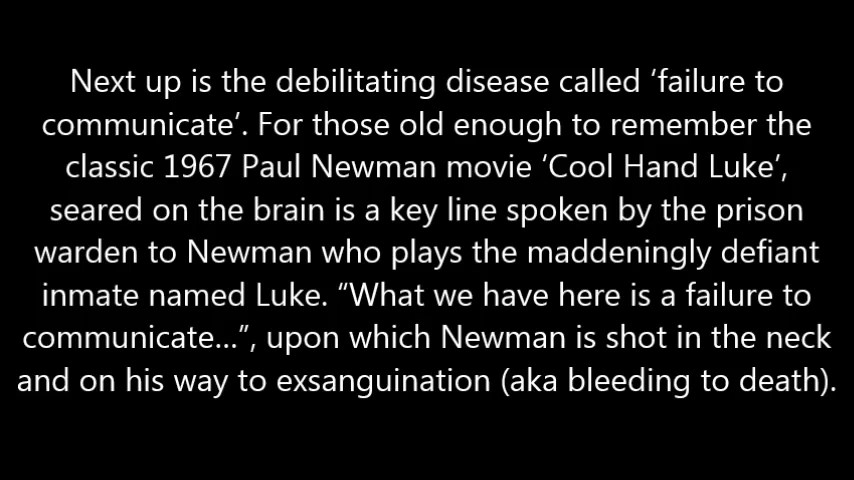 Next up is the debilitating disease called ‘failure to
communicate’. For those old enough to remember the
classic 1967 Paul Newman movie ‘Cool Hand Luke’,
seared on the brain is a key line spoken by the prison
warden to Newman who plays the maddeningly defiant
inmate named Luke. “What we have here is a failure to
communicate…”, upon which Newman is shot in the neck
and on his way to exsanguination (aka bleeding to death).